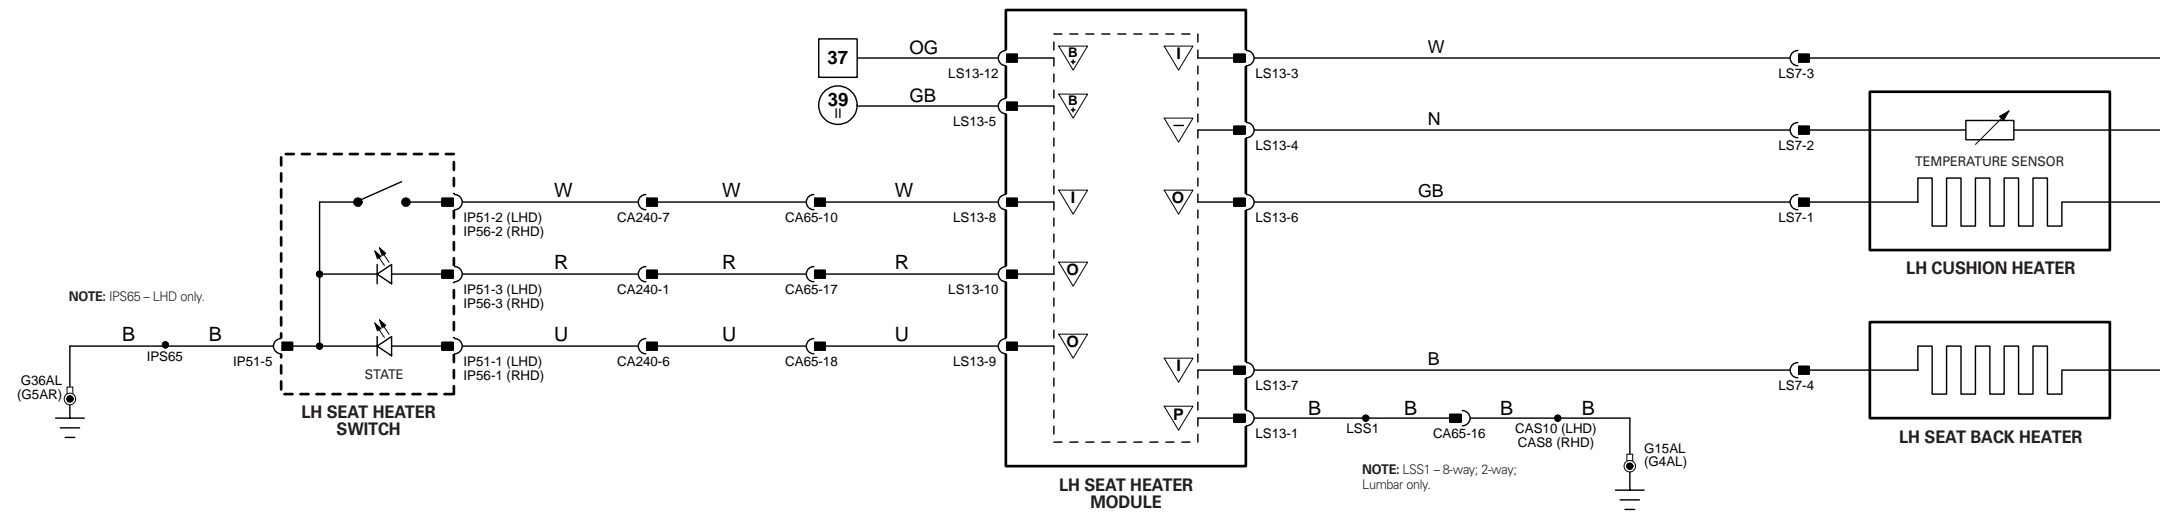 37
OG
LS13-12
B
+
I
LS13-3
W
LS7-3
39
II
GB
LS13-5
B
+
–
LS13-4
N
LS7-2
TEMPERATURE SENSOR
W
W
W
IP51-2 (LHD)
IP56-2 (RHD)
CA240-7
CA65-10
LS13-8
I
O
LS13-6
GB
LS7-1
LH CUSHION HEATER
R
R
R
IP51-3 (LHD)
IP56-3 (RHD)
CA240-1
CA65-17
LS13-10
O
NOTE: IPS65 – LHD only.
B
B
IPS65
IP51-5
G36AL
(G5AR)
STATE
U
U
U
IP51-1 (LHD)
IP56-1 (RHD)
CA240-6
CA65-18
LS13-9
O
LH SEAT HEATER
SWITCH
I
LS13-7
B
LS7-4
LH SEAT BACK HEATER
P
LS13-1
B
LSS1
B
CA65-16
B
CAS10 (LHD)
CAS8 (RHD)
B
G15AL
(G4AL)
NOTE: LSS1 – 8-way; 2-way;
Lumbar only.
LH SEAT HEATER
MODULE